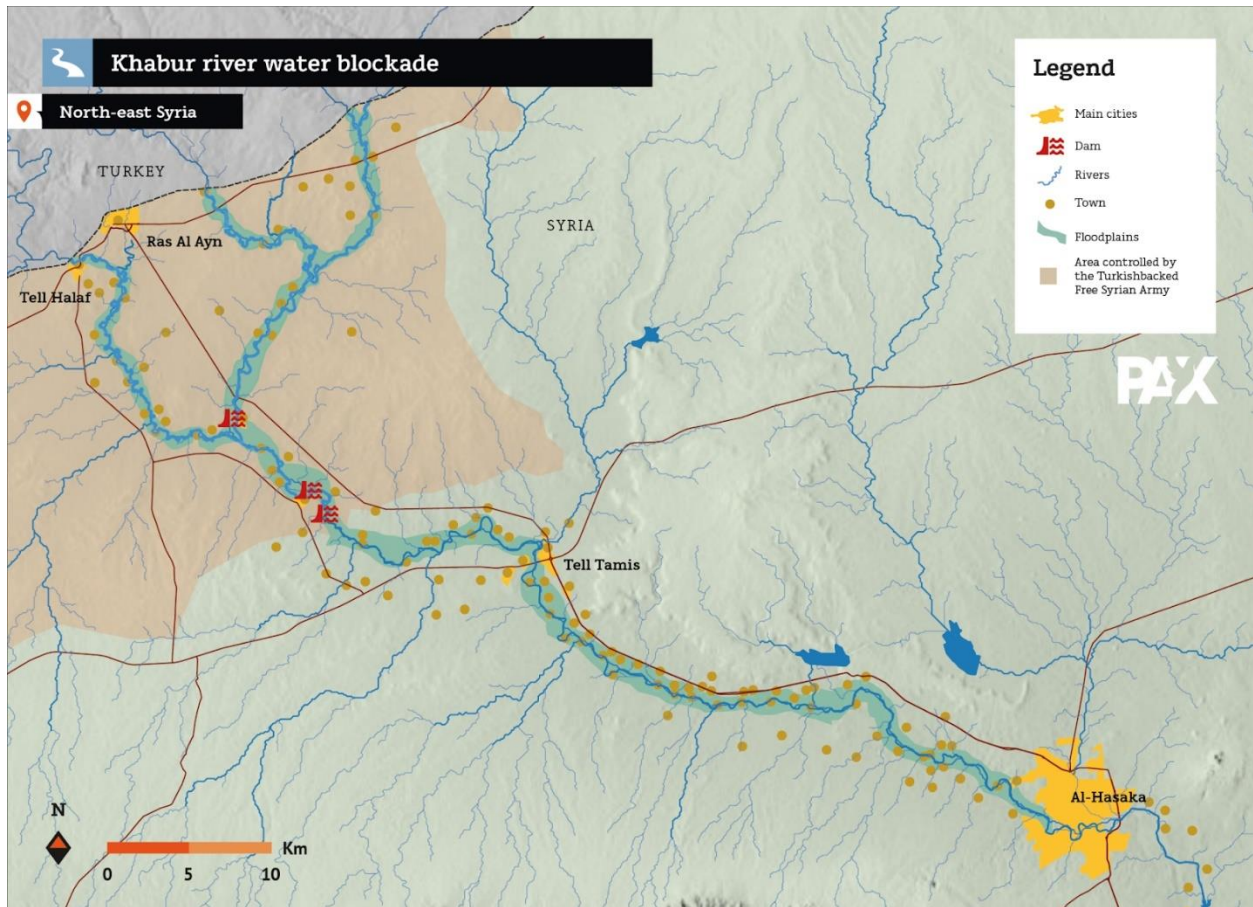 Khabur river water blockade
North-east Syria
TURKEY
SYRIA
Ras Al Ayn
Tell Halaf
Tell Tamis
Al-Hasaka
Legend
Main cities
Dam
Rivers
Town
Floodplains
Area controlled by
the Turkishbacked
Free Syrian Army
PAX
N
Km
0 5 10